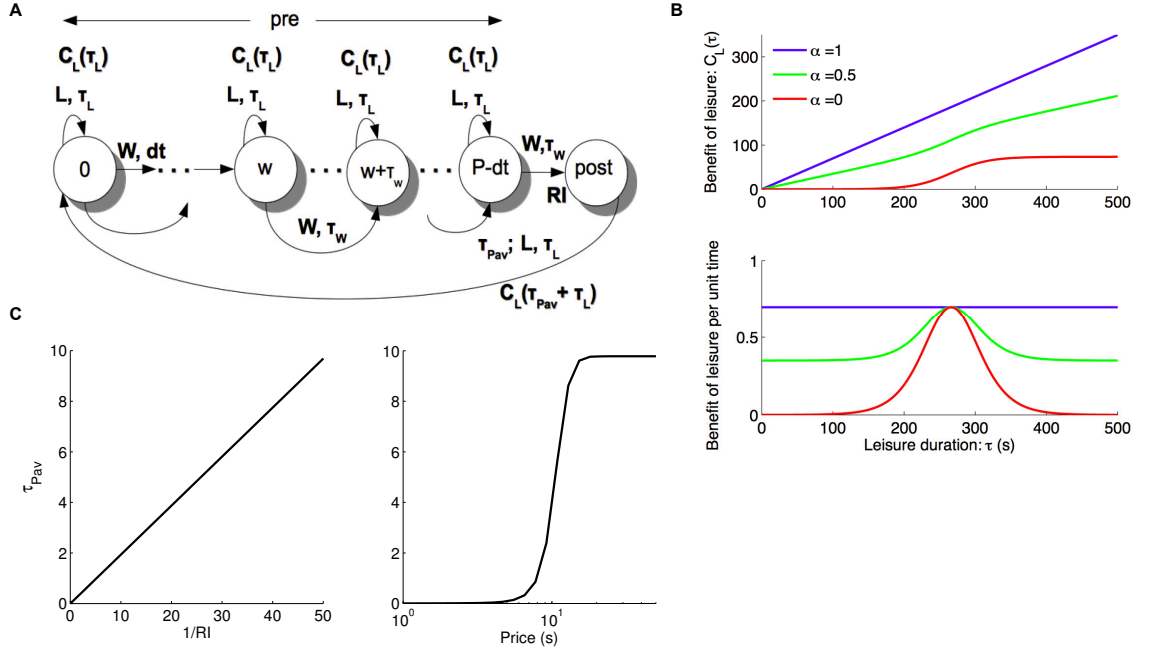 A
pre
C_L(τ_L) C_L(τ_L) C_L(τ_L) C_L(τ_L)
L, τ_L L, τ_L L, τ_L L, τ_L
0 W, dt w w+τ_w P-dt W,τ_W post
RI
W, τ_W
τ_Pav; L, τ_L
C_L(τ_Pav + τ_L)
B
Benefit of leisure: C_L(τ)
300
200
100
0
α =1
α =0.5
α =0
0 100 200 300 400 500
Benefit of leisure per unit time
1
0.5
0
0 100 200 300 400 500
Leisure duration: τ (s)
C
τ_Pav
10
8
6
4
2
0
0 10 20 30 40 50
1/RI
10
8
6
4
2
0
10^0 10^1
Price (s)